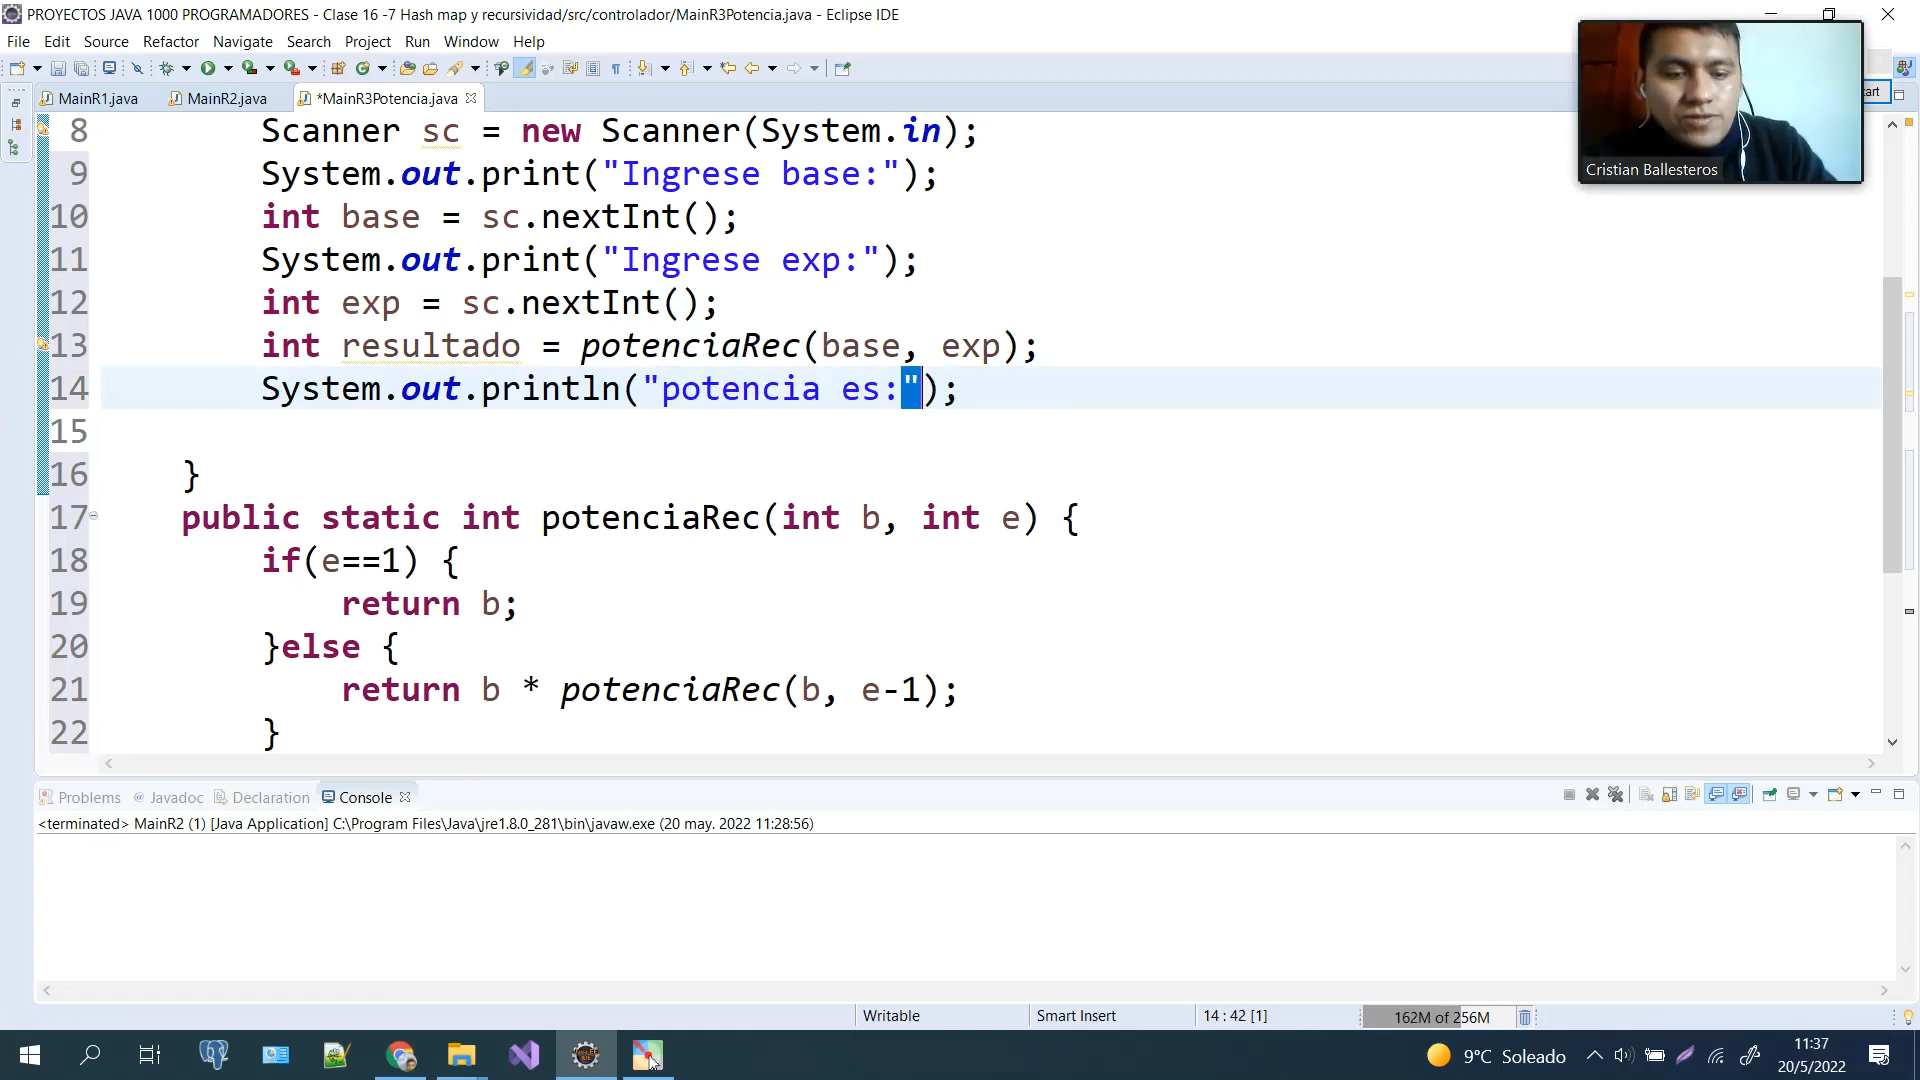 PROYECTOS JAVA 1000 PROGRAMADORES - Clase 16 -7 Hash map y recursividad/src/controlador/MainR3Potencia.java - Eclipse IDE
File Edit Source Refactor Navigate Search Project Run Window Help
MainR1.java MainR2.java *MainR3Potencia.java
art
Cristian Ballesteros
8 Scanner sc = new Scanner(System.in);
9 System.out.print("Ingrese base:");
10 int base = sc.nextInt();
11 System.out.print("Ingrese exp:");
12 int exp = sc.nextInt();
13 int resultado = potenciaRec(base, exp);
14 System.out.println("potencia es:");
15
16 }
17 public static int potenciaRec(int b, int e) {
18 if(e==1) {
19 return b;
20 }else {
21 return b * potenciaRec(b, e-1);
22 }
Problems Javadoc Declaration Console
<terminated> MainR2 (1) [Java Application] C:\Program Files\Java\jre1.8.0_281\bin\javaw.exe (20 may. 2022 11:28:56)
Writable Smart Insert 14 : 42 [1] 162M of 256M
9°C Soleado 11:37
20/5/2022